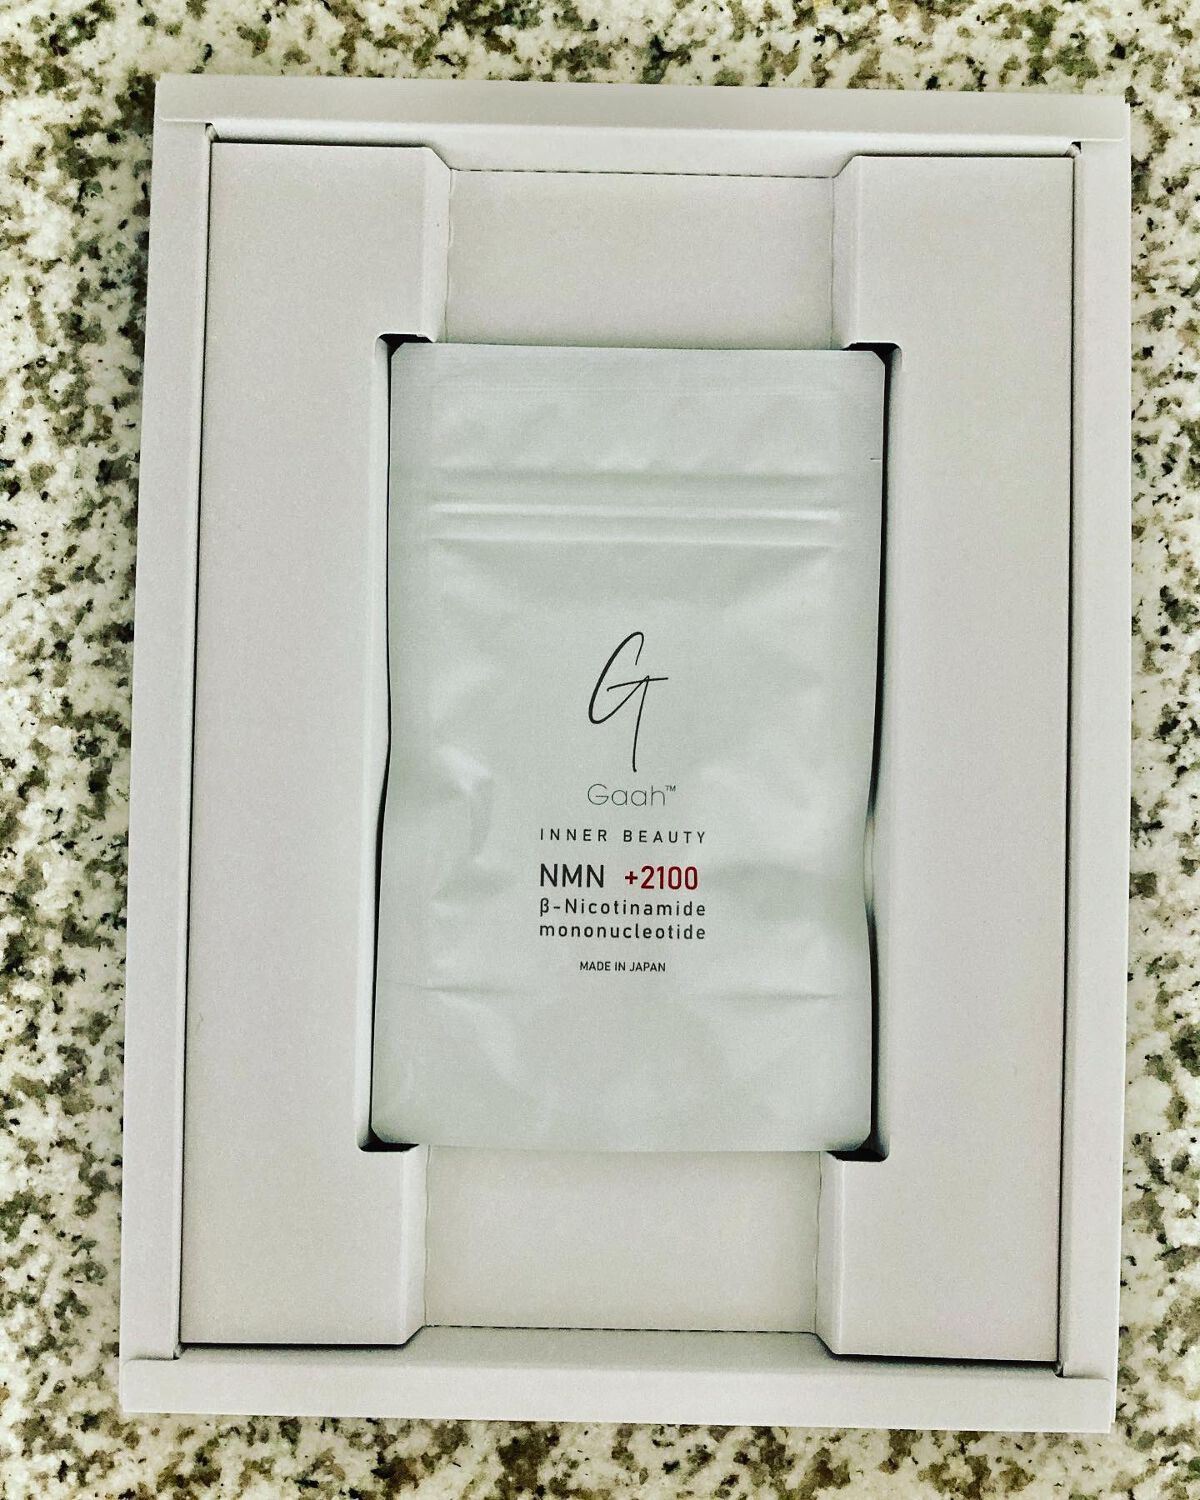 G
Gaah™
INNER BEAUTY
NMN +2100
β-Nicotinamide
mononucleotide
MADE IN JAPAN